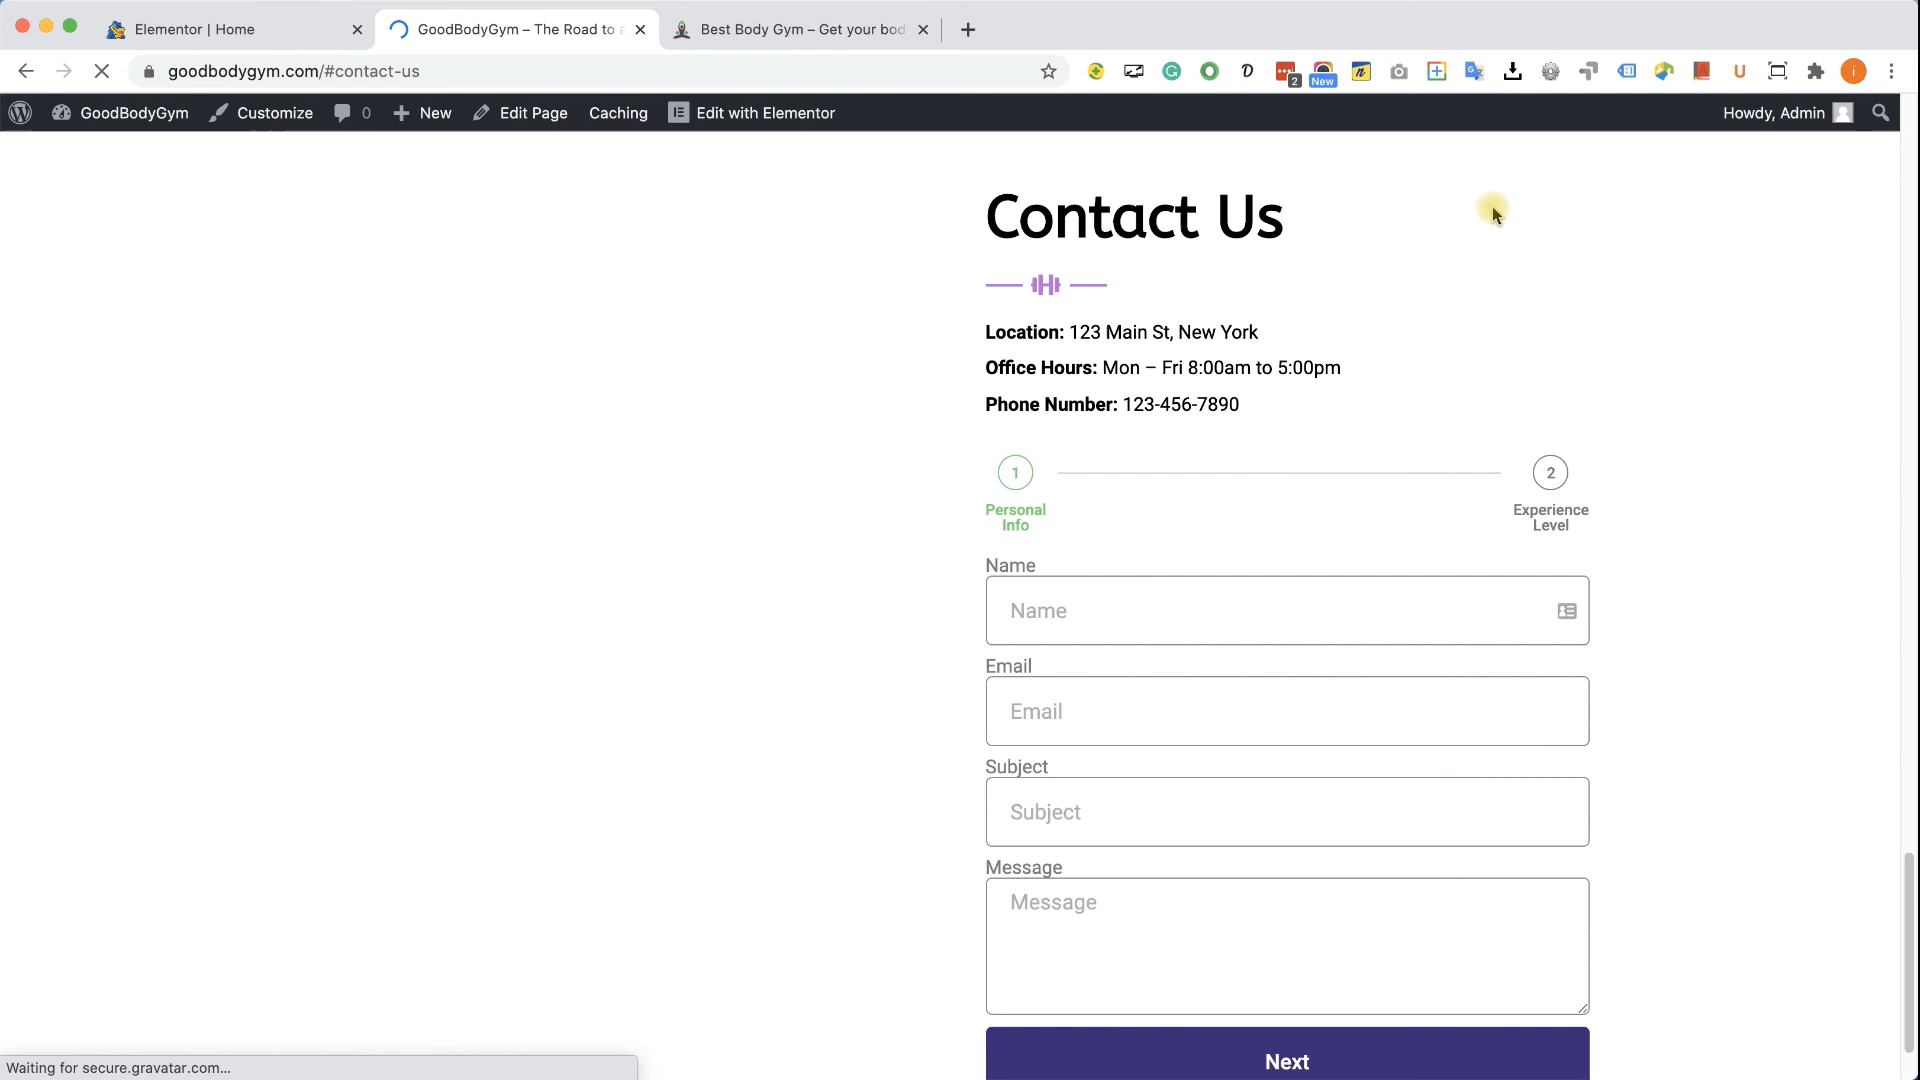 Elementor | Home
GoodBodyGym – The Road to a
Best Body Gym – Get your bod
goodbodygym.com/#contact-us
2
New
i
GoodBodyGym
Customize
0
New
Edit Page
Caching
Edit with Elementor
Howdy, Admin
Contact Us
Location: 123 Main St, New York
Office Hours: Mon – Fri 8:00am to 5:00pm
Phone Number: 123-456-7890
1
2
Personal
Info
Experience
Level
Name
Name
Email
Email
Subject
Subject
Message
Message
Next
Waiting for secure.gravatar.com...